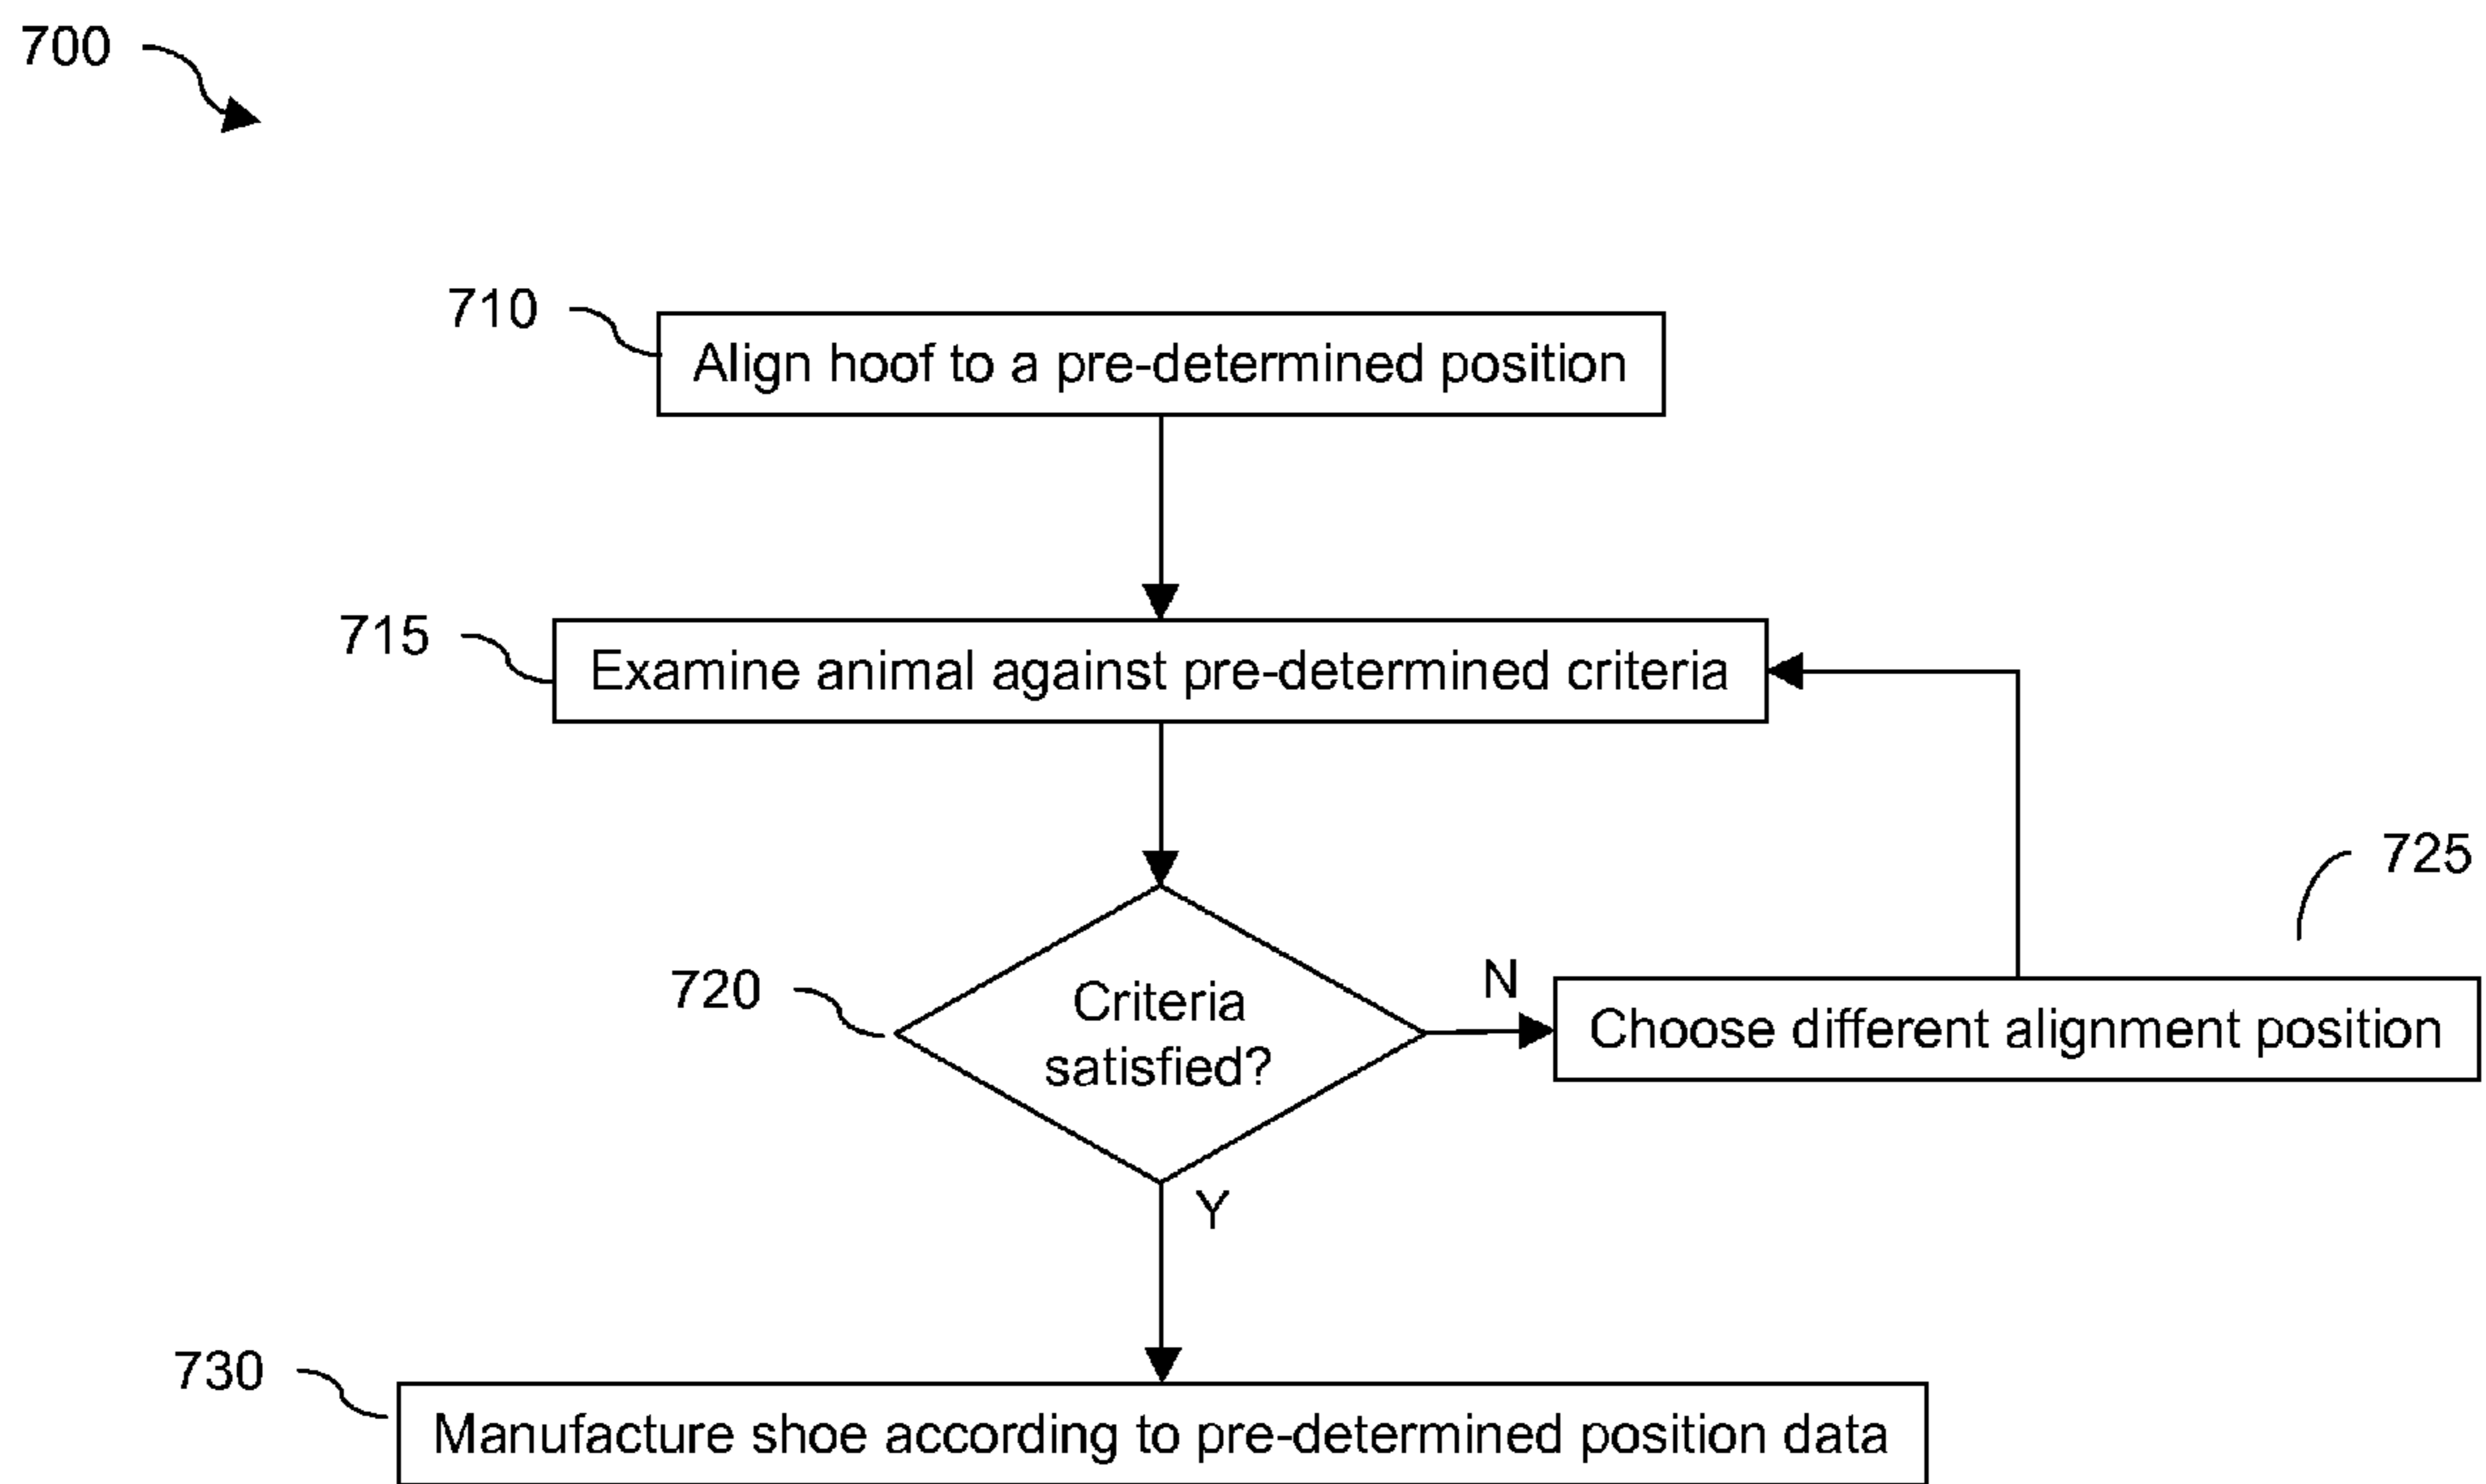 700
710
Align hoof to a pre-determined position
715
Examine animal against pre-determined criteria
725
720
Criteria
satisfied?
N
Choose different alignment position
Y
730
Manufacture shoe according to pre-determined position data